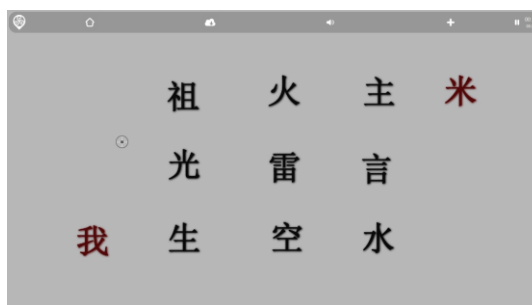 祖 火 主 米
光 雷 言
我 生 空 水